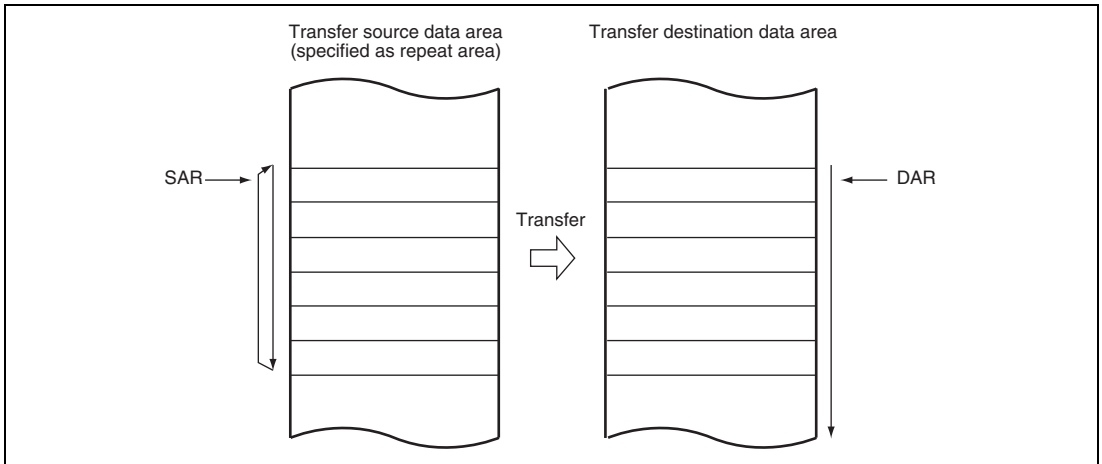 Transfer source data area
(specified as repeat area)
Transfer destination data area
SAR
Transfer
DAR